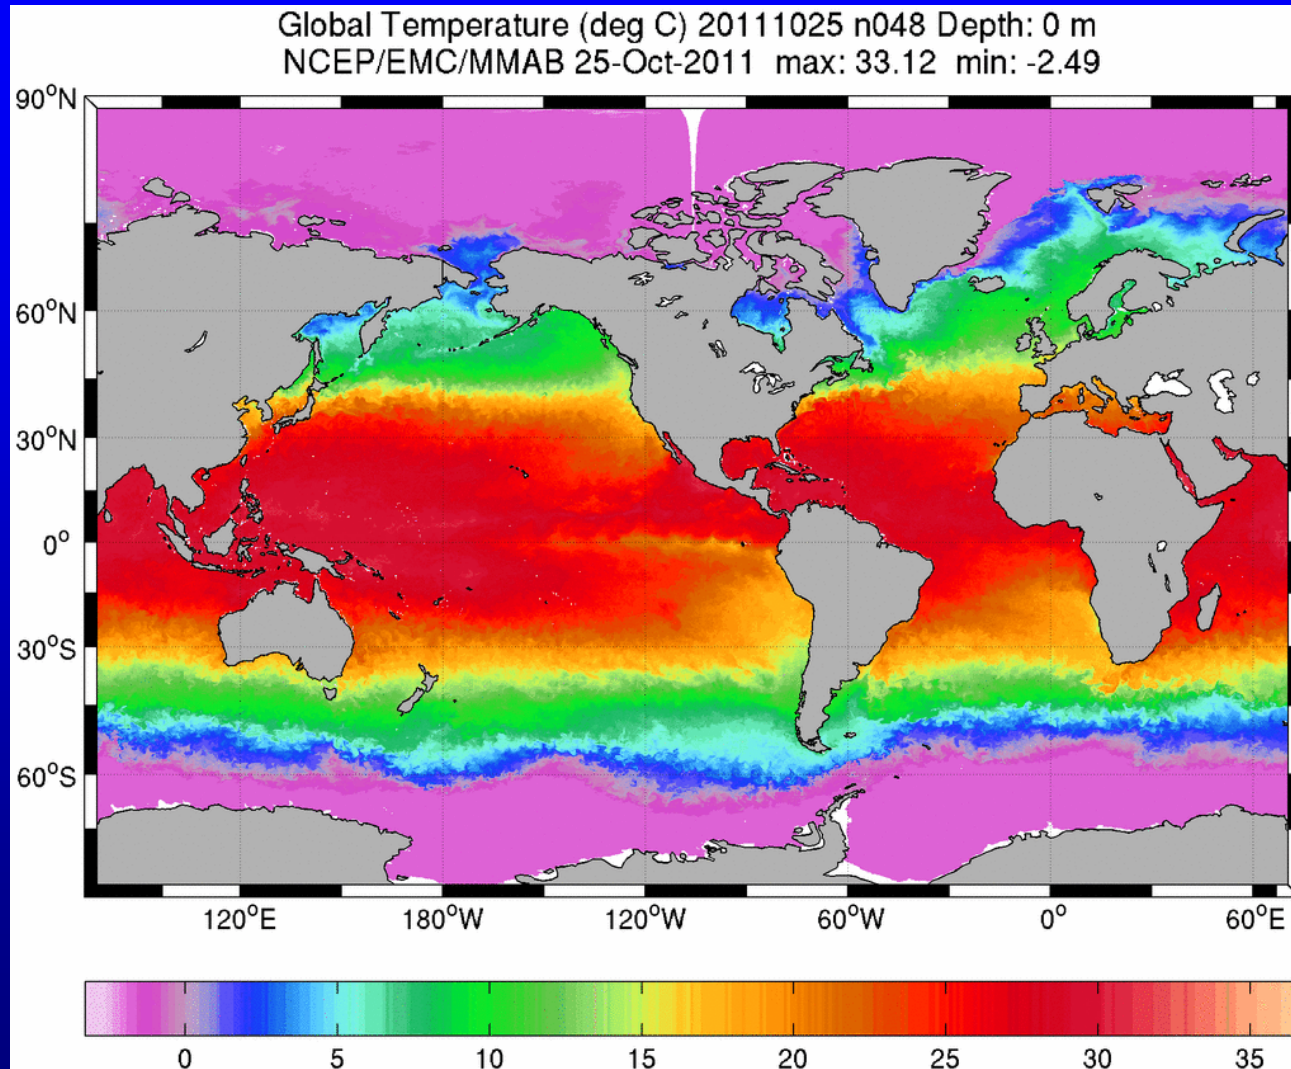 Global Temperature (deg C) 20111025 n048 Depth: 0 m
NCEP/EMC/MMAB 25-Oct-2011 max: 33.12 min: -2.49
90°N
60°N
30°N
0°
30°S
60°S
120°E 180°W 120°W 60°W 0° 60°E
0 5 10 15 20 25 30 35